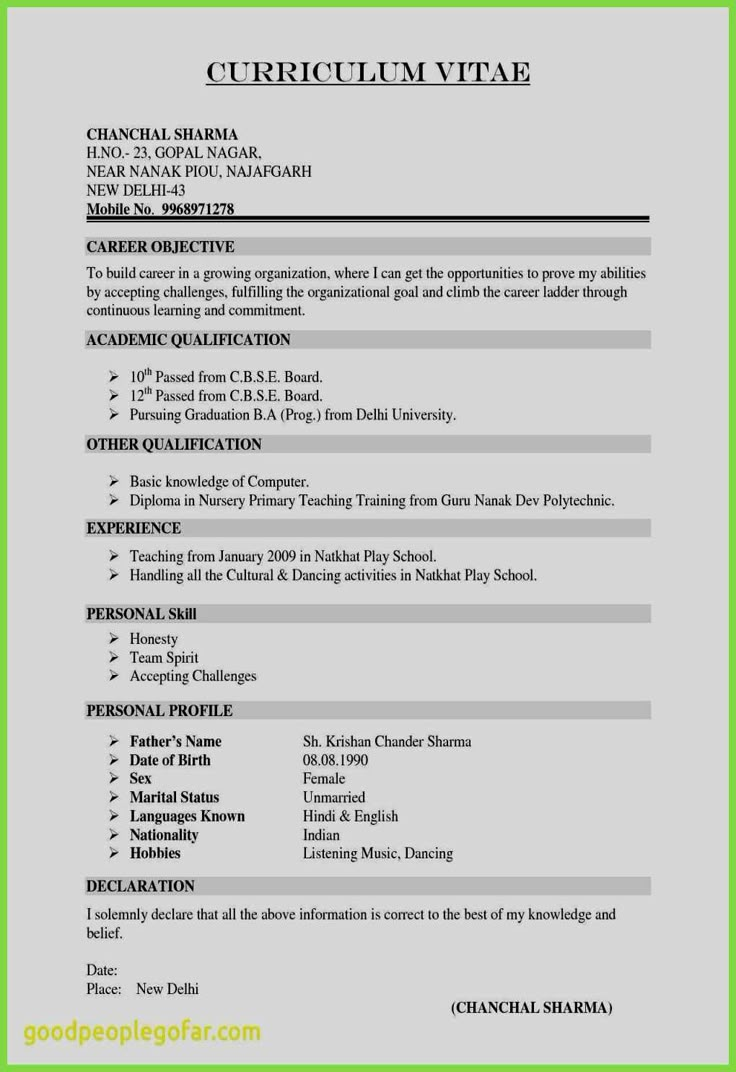 CURRICULUM VITAE
CHANCHAL SHARMA
H.NO.- 23, GOPAL NAGAR,
NEAR NANAK PIOU, NAJAFGARH
NEW DELHI-43
Mobile No. 9968971278
CAREER OBJECTIVE
To build career in a growing organization, where I can get the opportunities to prove my abilities
by accepting challenges, fulfilling the organizational goal and climb the career ladder through
continuous learning and commitment.
ACADEMIC QUALIFICATION
➢ 10th Passed from C.B.S.E. Board.
➢ 12th Passed from C.B.S.E. Board.
➢ Pursuing Graduation B.A (Prog.) from Delhi University.
OTHER QUALIFICATION
➢ Basic knowledge of Computer.
➢ Diploma in Nursery Primary Teaching Training from Guru Nanak Dev Polytechnic.
EXPERIENCE
➢ Teaching from January 2009 in Natkhat Play School.
➢ Handling all the Cultural & Dancing activities in Natkhat Play School.
PERSONAL Skill
➢ Honesty
➢ Team Spirit
➢ Accepting Challenges
PERSONAL PROFILE
➢ Father's Name Sh. Krishan Chander Sharma
➢ Date of Birth 08.08.1990
➢ Sex Female
➢ Marital Status Unmarried
➢ Languages Known Hindi & English
➢ Nationality Indian
➢ Hobbies Listening Music, Dancing
DECLARATION
I solemnly declare that all the above information is correct to the best of my knowledge and
belief.
Date:
Place: New Delhi
(CHANCHAL SHARMA)
goodpeoplegofar.com